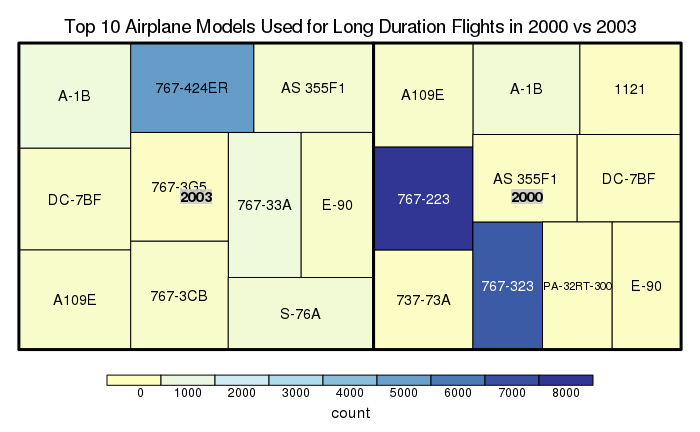 Top 10 Airplane Models Used for Long Duration Flights in 2000 vs 2003
A-1B
767-424ER
AS 355F1
DC-7BF
767-3G5
2003
767-33A
E-90
A109E
767-3CB
S-76A
A109E
A-1B
1121
767-223
AS 355F1
2000
DC-7BF
737-73A
767-323
PA-32RT-300
E-90
0 1000 2000 3000 4000 5000 6000 7000 8000
count